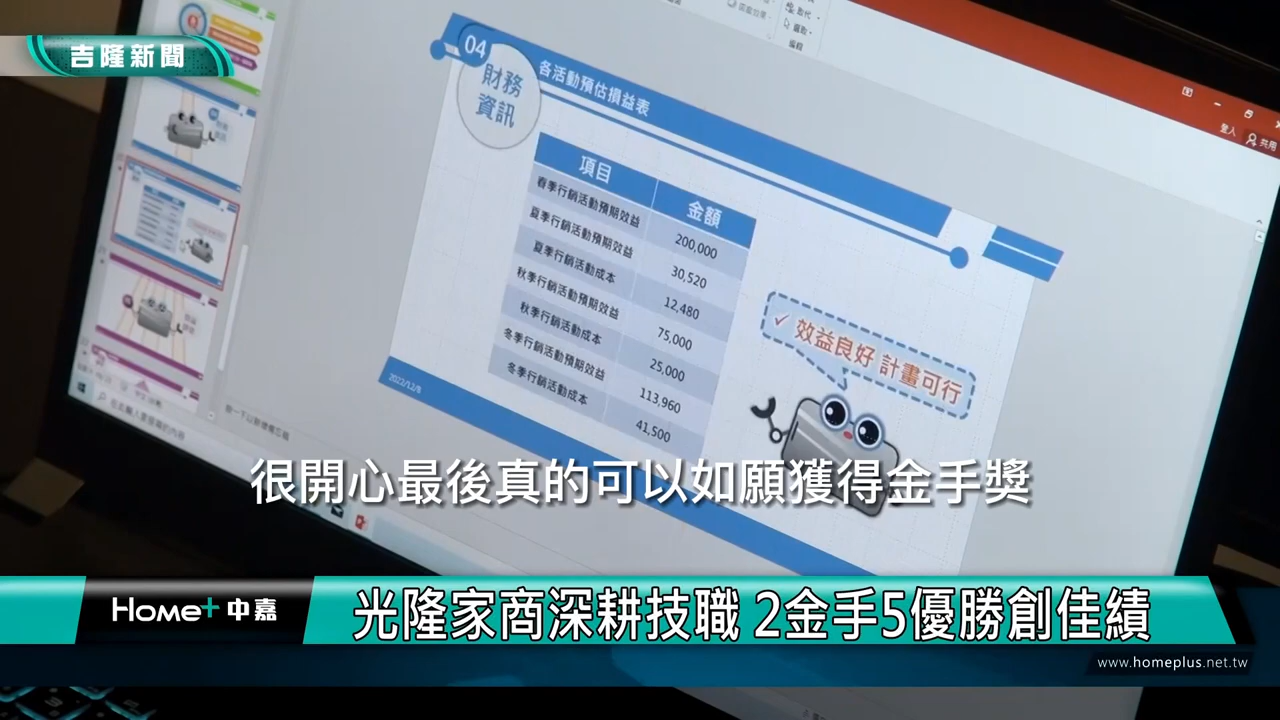 吉隆新聞
登入
共用
04
財務
資訊
各活動預估損益表
項目 金額
春季行銷活動預期效益 200,000
夏季行銷活動預期效益 30,520
夏季行銷活動成本 12,480
秋季行銷活動預期效益 75,000
秋季行銷活動成本 25,000
冬季行銷活動預期效益 113,960
冬季行銷活動成本 41,500
✓ 效益良好 計畫可行
2022/12/8
很開心最後真的可以如願獲得金手獎
Home+中嘉
光隆家商深耕技職 2金手5優勝創佳績
www.homeplus.net.tw